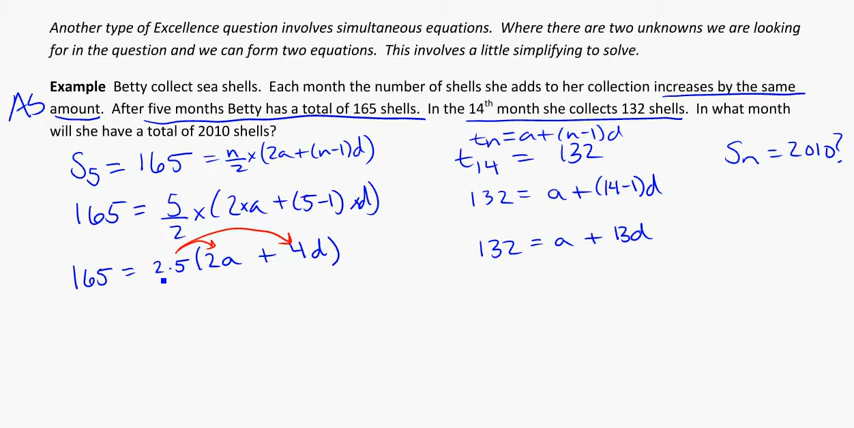 Another type of Excellence question involves simultaneous equations.  Where there are two unknowns we are looking
for in the question and we can form two equations.  This involves a little simplifying to solve.
Example  Betty collect sea shells.  Each month the number of shells she adds to her collection increases by the same
AS amount.  After five months Betty has a total of 165 shells.  In the 14th month she collects 132 shells.  In what month
will she have a total of 2010 shells?
tn = a + (n-1)d
S5 = 165 = n/2 × (2a + (n-1)d)
t14 = 132
Sn = 2010?
165 = 5/2 × (2×a + (5-1)×d)
132 = a + (14-1)d
165 = 2.5 (2a + 4d)
132 = a + 13d